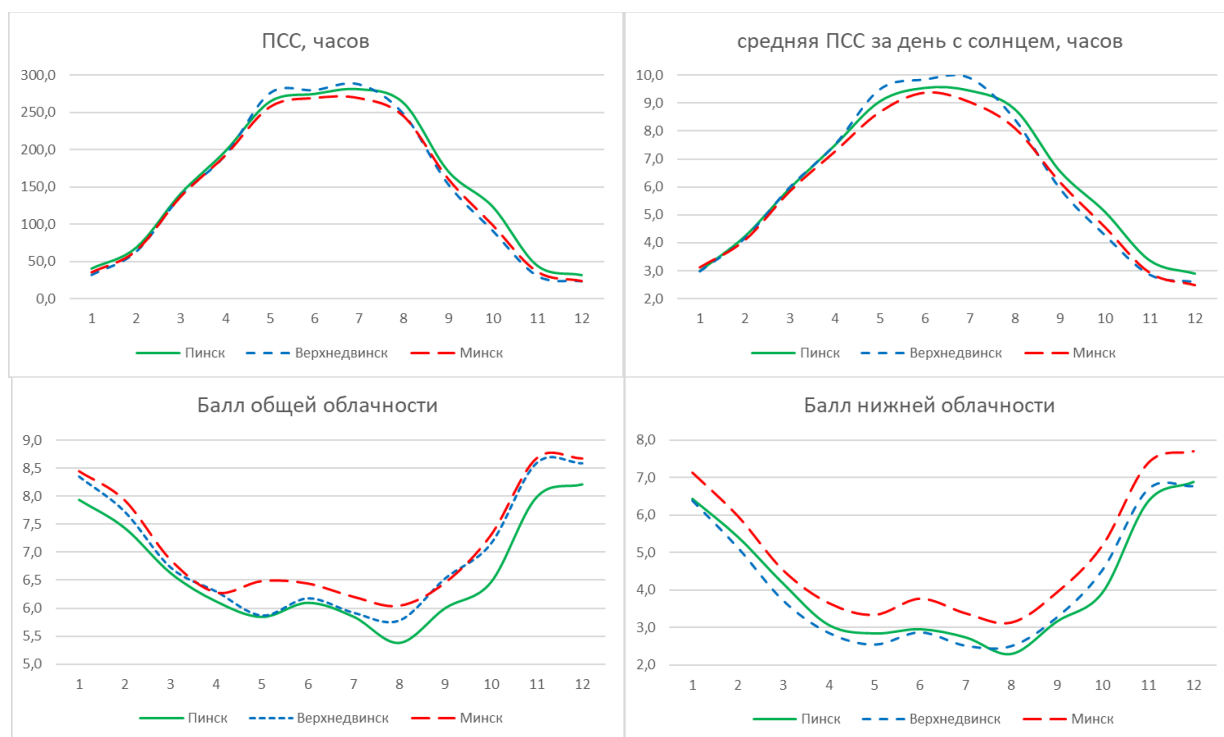 ПСС, часов
300,0
250,0
200,0
150,0
100,0
50,0
0,0
1 2 3 4 5 6 7 8 9 10 11 12
Пинск Верхнедвинск Минск
средняя ПСС за день с солнцем, часов
10,0
9,0
8,0
7,0
6,0
5,0
4,0
3,0
2,0
1 2 3 4 5 6 7 8 9 10 11 12
Пинск Верхнедвинск Минск
Балл общей облачности
9,0
8,5
8,0
7,5
7,0
6,5
6,0
5,5
5,0
1 2 3 4 5 6 7 8 9 10 11 12
Пинск Верхнедвинск Минск
Балл нижней облачности
8,0
7,0
6,0
5,0
4,0
3,0
2,0
1 2 3 4 5 6 7 8 9 10 11 12
Пинск Верхнедвинск Минск